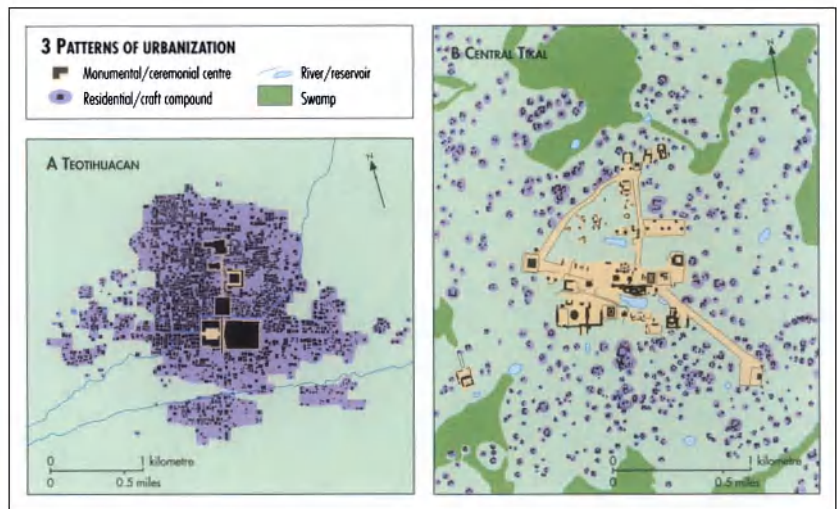 3 PATTERNS OF URBANIZATION
Monumental/ceremonial centre
River/reservoir
Residential/craft compound
Swamp
A TEOTIHUACAN
N
0 1 kilometre
0 0.5 miles
B CENTRAL TIKAL
N
0 1 kilometre
0 0.5 miles